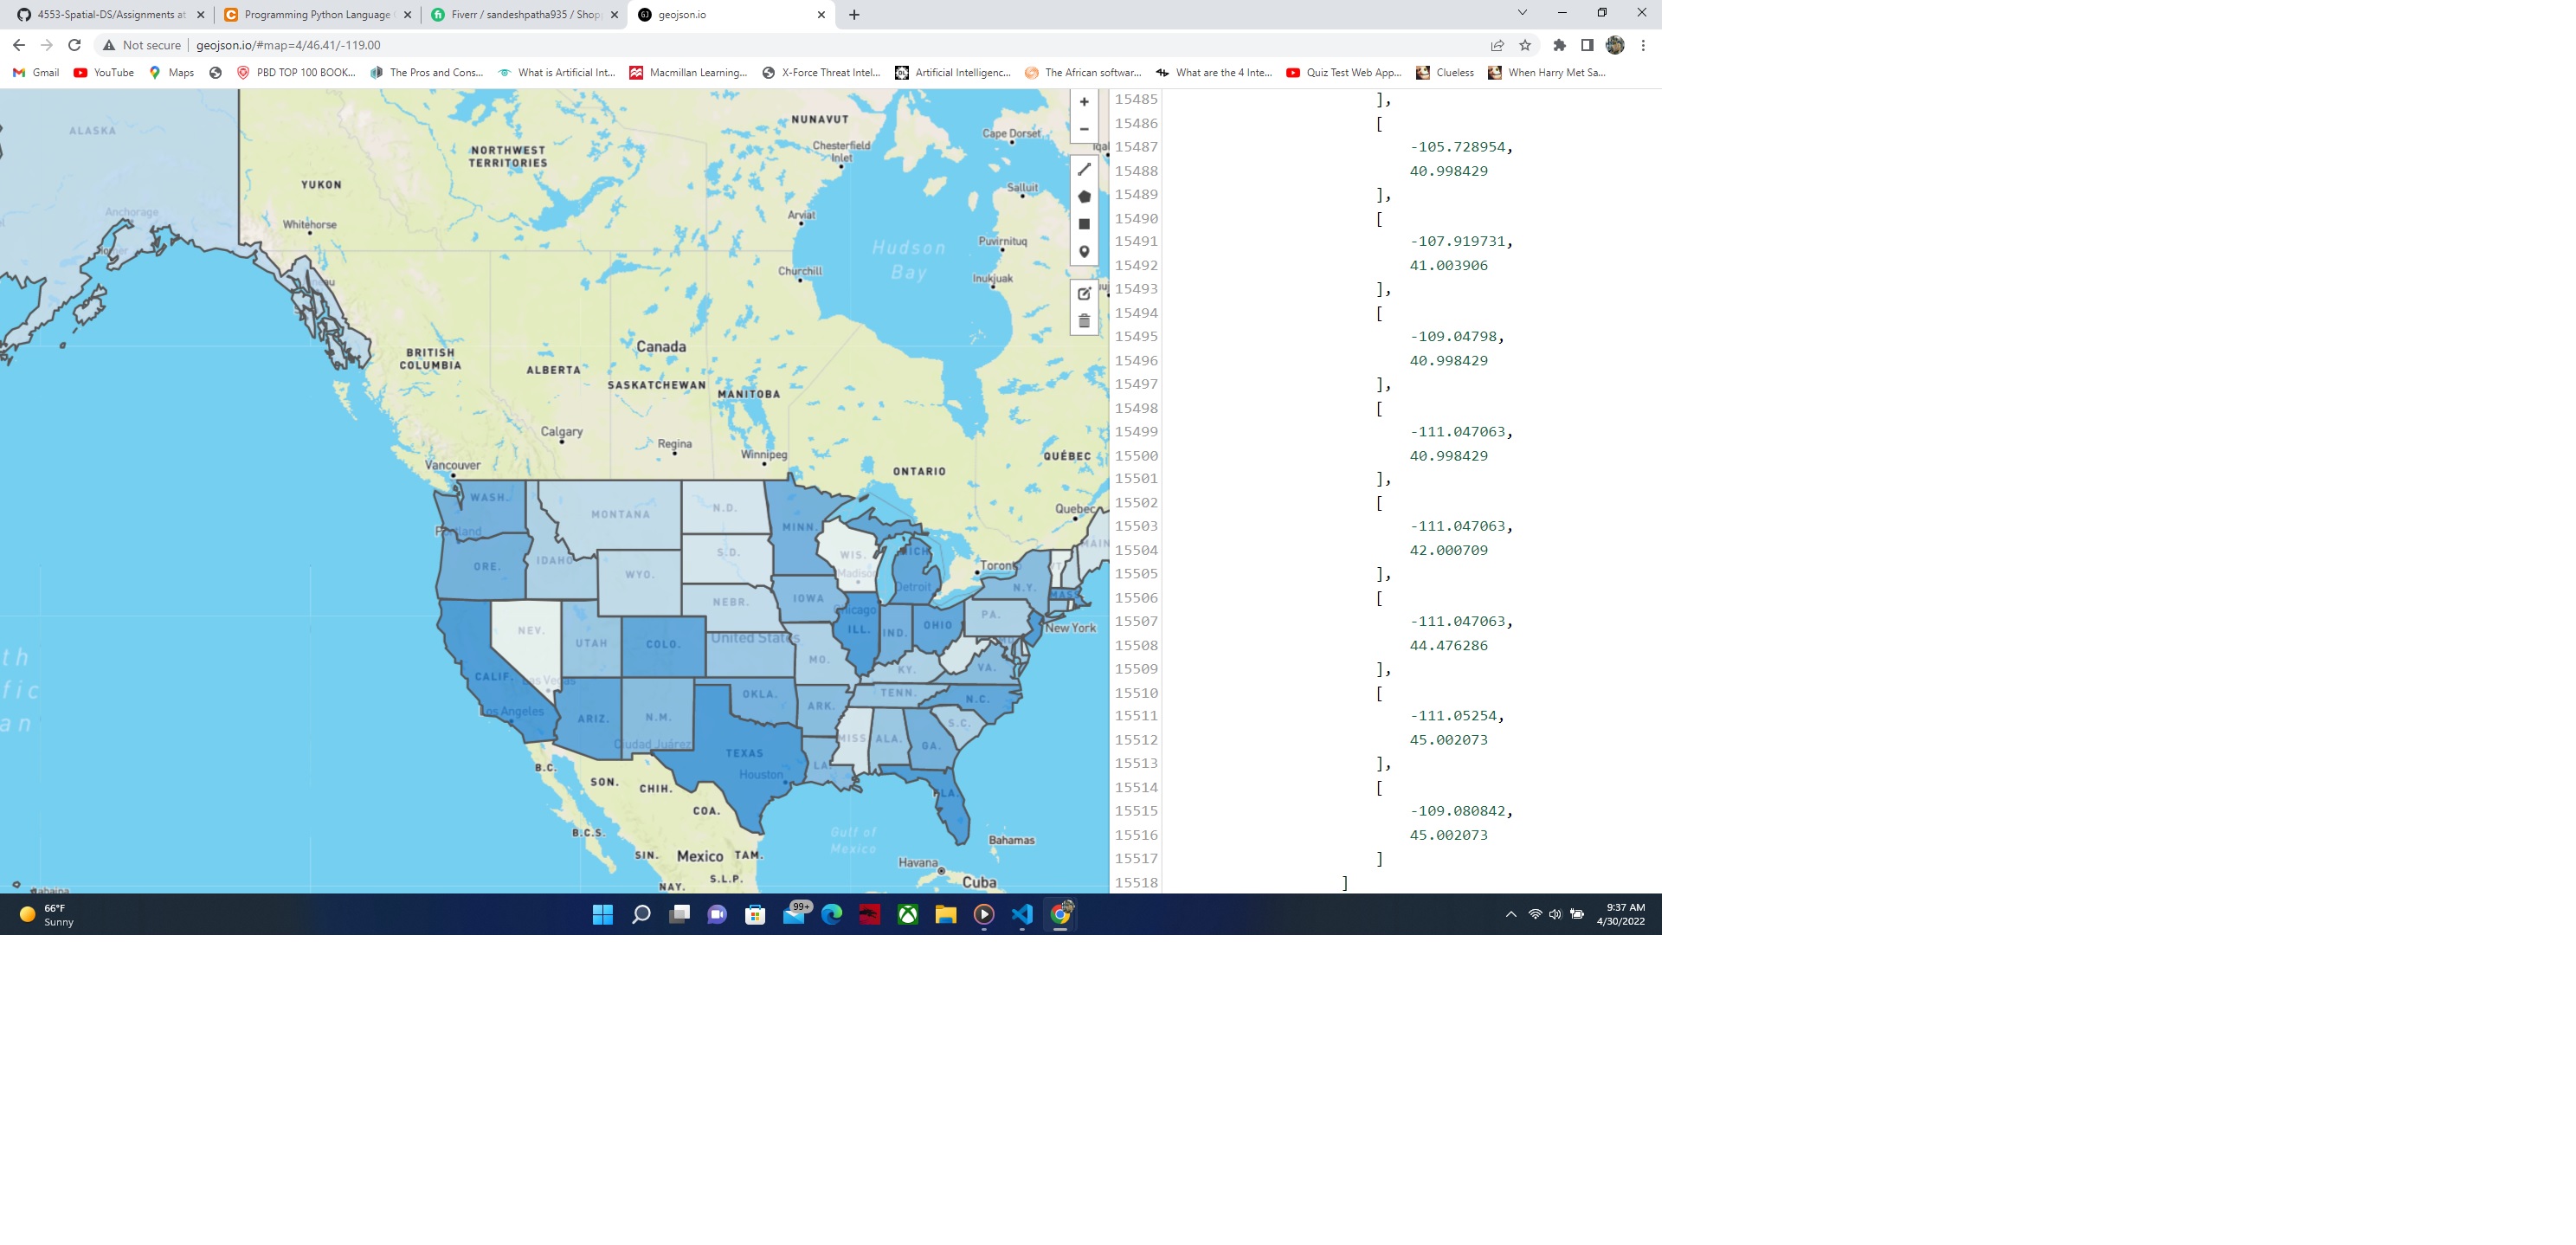 4553-Spatial-DS/Assignments at
Programming Python Language
Fiverr / sandeshpatha935 / Shop
geojson.io
Not secure
geojson.io/#map=4/46.41/-119.00
Gmail
YouTube
Maps
PBD TOP 100 BOOK...
The Pros and Cons...
What is Artificial Int...
Macmillan Learning...
X-Force Threat Intel...
Artificial Intelligenc...
The African softwar...
What are the 4 Inte...
Quiz Test Web App...
Clueless
When Harry Met Sa...
ALASKA
Anchorage
YUKON
Whitehorse
NORTHWEST
TERRITORIES
NUNAVUT
Chesterfield
Inlet
Cape Dorset
Salluit
Arviat
Puvirnituq
Hudson
Bay
Churchill
Inukjuak
BRITISH
COLUMBIA
ALBERTA
Canada
SASKATCHEWAN
MANITOBA
Calgary
Regina
Winnipeg
ONTARIO
QUÉBEC
Vancouver
Quebec
WASH.
MONTANA
N.D.
MINN.
ORE.
IDAHO
WYO.
S.D.
WIS.
Madison
MICH
Detroit
Toronto
N.Y.
VT
MAIN
MASS
NEBR.
IOWA
Chicago
ILL.
IND.
OHIO
PA.
New York
NEV.
UTAH
COLO.
United States
MO.
KY.
VA.
CALIF.
Las Vegas
Los Angeles
ARIZ.
N.M.
OKLA.
ARK.
TENN.
N.C.
S.C.
MISS
ALA.
GA.
Ciudad Juárez
TEXAS
Houston
LA.
B.C.
SON.
CHIH.
COA.
B.C.S.
SIN.
Mexico
TAM.
NAY.
S.L.P.
Gulf of
Mexico
Bahamas
Havana
Cuba
15485 ],
15486 [
15487 -105.728954,
15488 40.998429
15489 ],
15490 [
15491 -107.919731,
15492 41.003906
15493 ],
15494 [
15495 -109.04798,
15496 40.998429
15497 ],
15498 [
15499 -111.047063,
15500 40.998429
15501 ],
15502 [
15503 -111.047063,
15504 42.000709
15505 ],
15506 [
15507 -111.047063,
15508 44.476286
15509 ],
15510 [
15511 -111.05254,
15512 45.002073
15513 ],
15514 [
15515 -109.080842,
15516 45.002073
15517 ]
15518 ]
66°F
Sunny
99+
9:37 AM
4/30/2022